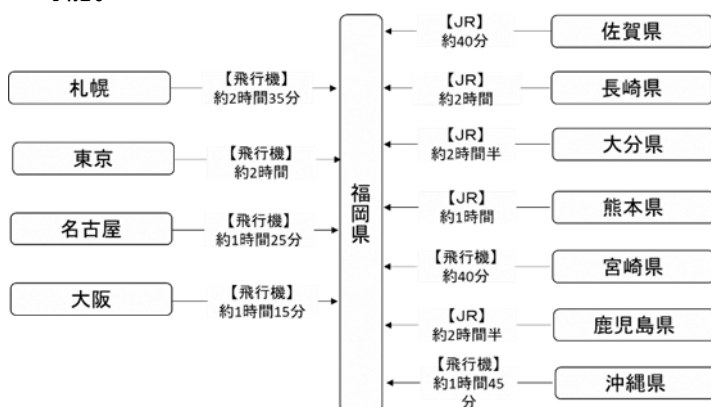 【JR】
約40分
佐賀県
札幌
【飛行機】
約2時間35分
【JR】
約2時間
長崎県
東京
【飛行機】
約2時間
【JR】
約2時間半
大分県
福岡県
名古屋
【飛行機】
約1時間25分
【JR】
約1時間
熊本県
大阪
【飛行機】
約1時間15分
【飛行機】
約40分
宮崎県
【JR】
約2時間半
鹿児島県
【飛行機】
約1時間45
分
沖縄県